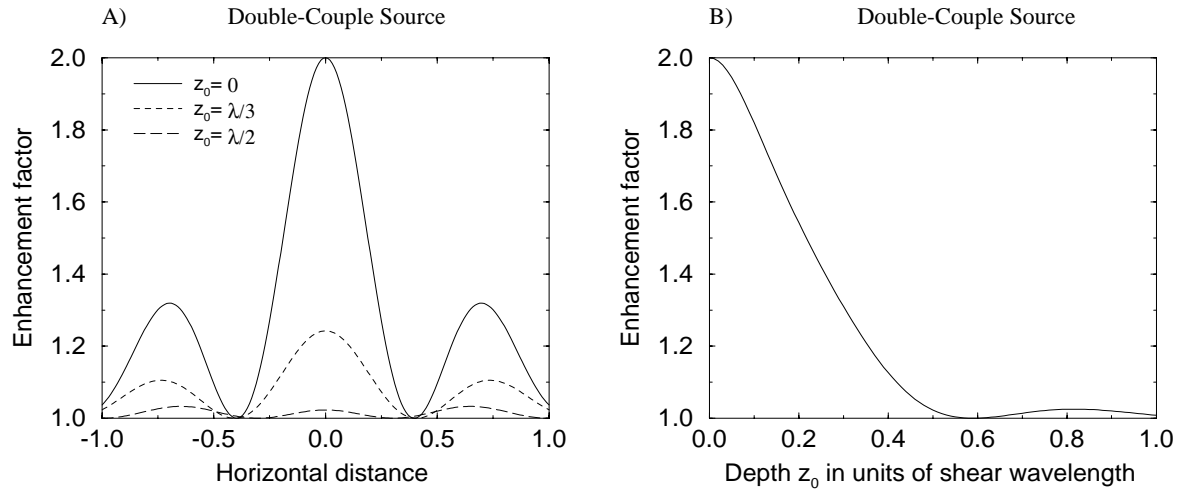 A) Double-Couple Source
Enhancement factor
2.0
1.8
1.6
1.4
1.2
1.0
z0= 0
z0= λ/3
z0= λ/2
-1.0 -0.5 0.0 0.5 1.0
Horizontal distance
B) Double-Couple Source
Enhancement factor
2.0
1.8
1.6
1.4
1.2
1.0
0.0 0.2 0.4 0.6 0.8 1.0
Depth z0 in units of shear wavelength